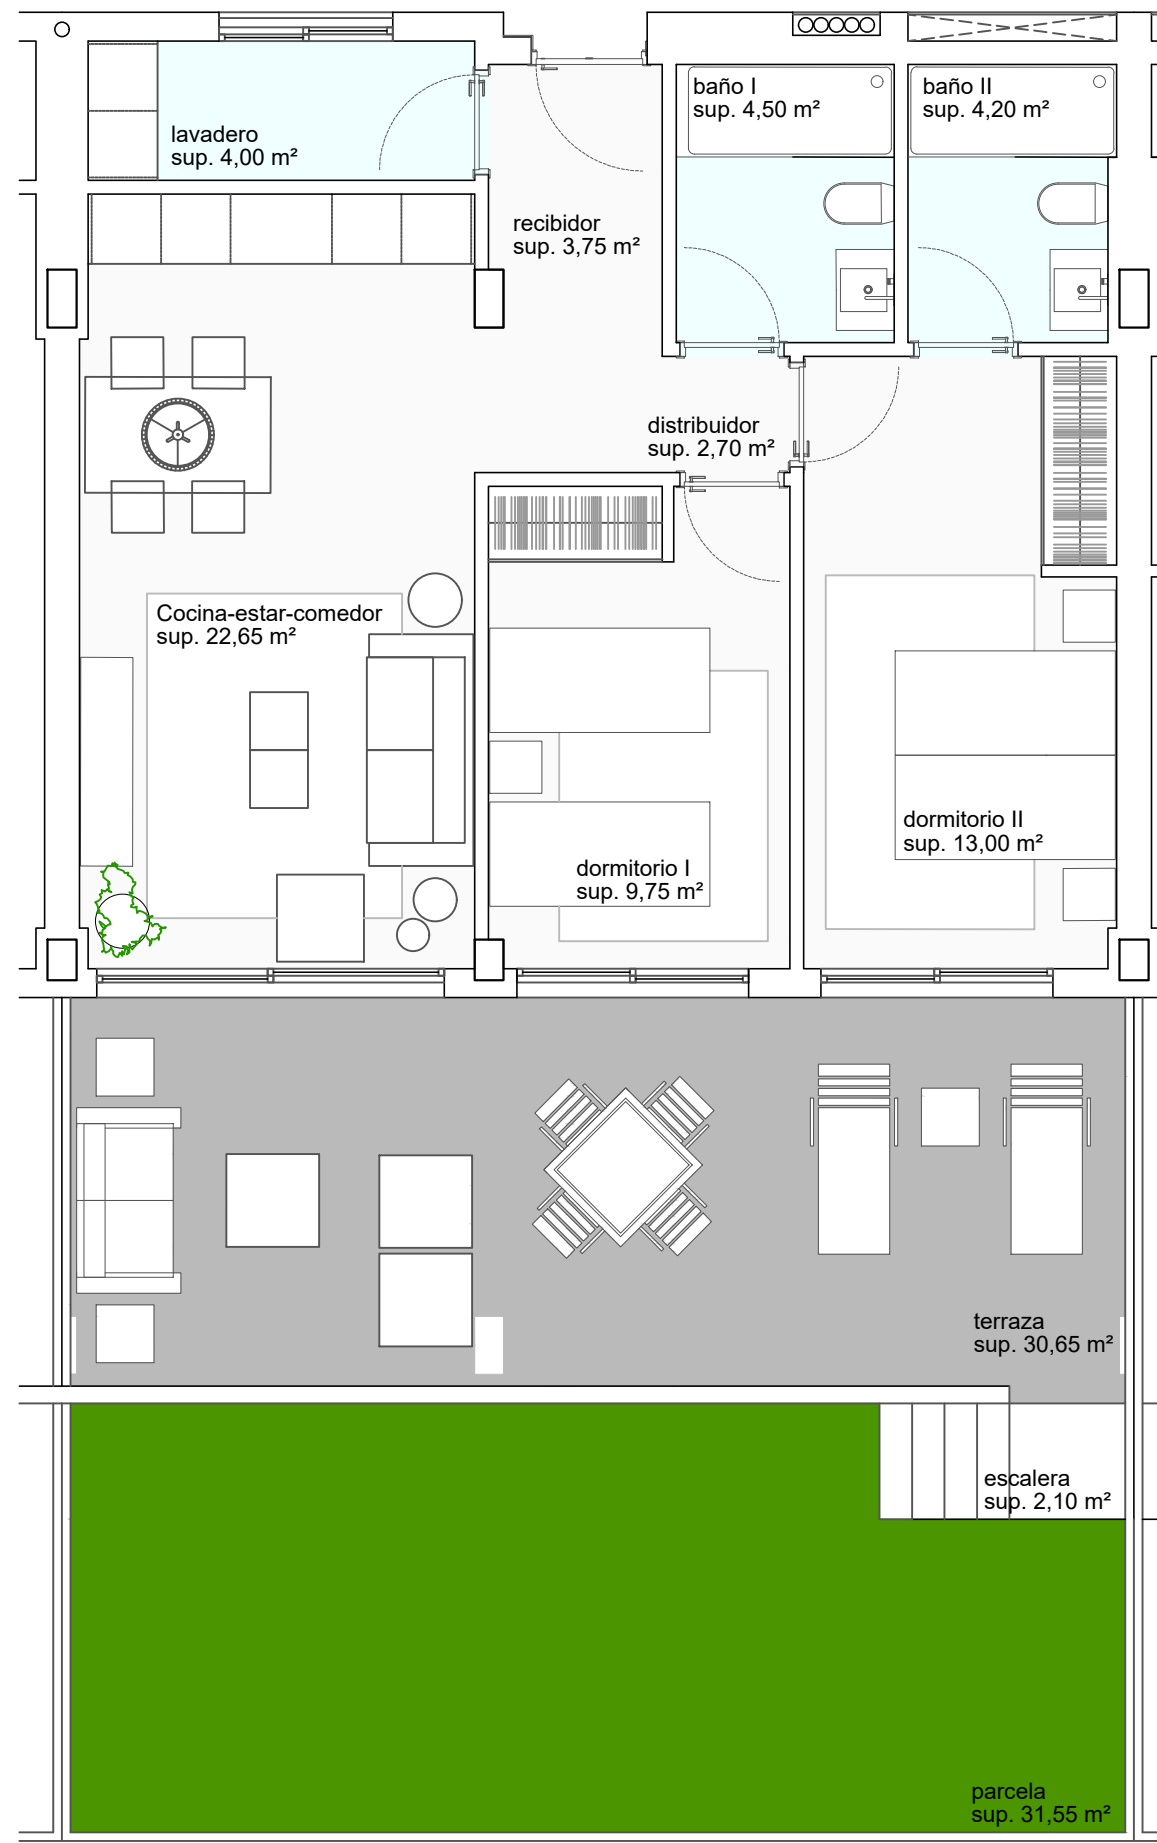 baño I
sup. 4,50 m²
baño II
sup. 4,20 m²
lavadero
sup. 4,00 m²
recibidor
sup. 3,75 m²
distribuidor
sup. 2,70 m²
Cocina-estar-comedor
sup. 22,65 m²
dormitorio II
sup. 13,00 m²
dormitorio I
sup. 9,75 m²
terraza
sup. 30,65 m²
escalera
sup. 2,10 m²
parcela
sup. 31,55 m²